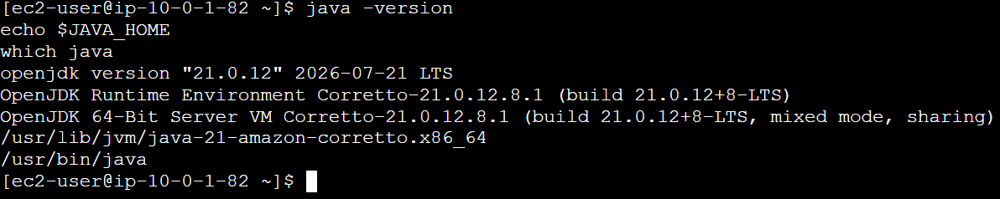 [ec2-user@ip-10-0-1-82 ~]$ java -version
echo $JAVA_HOME
which java
openjdk version "21.0.12" 2026-07-21 LTS
OpenJDK Runtime Environment Corretto-21.0.12.8.1 (build 21.0.12+8-LTS)
OpenJDK 64-Bit Server VM Corretto-21.0.12.8.1 (build 21.0.12+8-LTS, mixed mode, sharing)
/usr/lib/jvm/java-21-amazon-corretto.x86_64
/usr/bin/java
[ec2-user@ip-10-0-1-82 ~]$